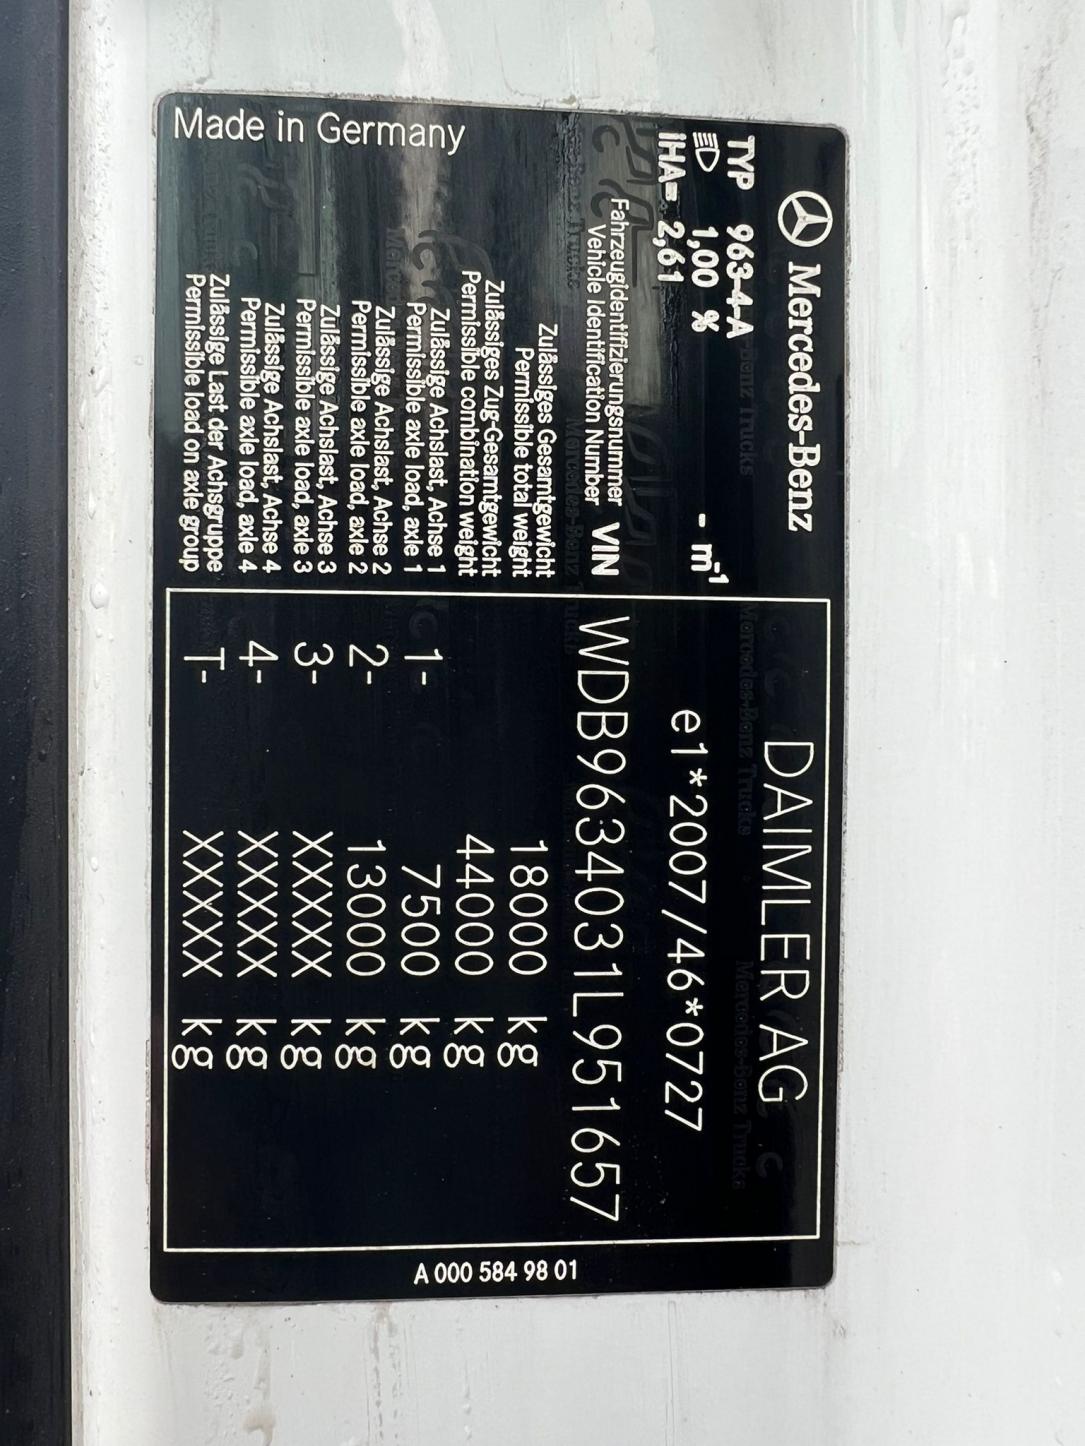 Mercedes-Benz
DAIMLER AG
TYP 963-4-A
1,00 %
- m⁻¹
e1*2007/46*0727
iHA= 2,61
Fahrzeugidentifizierungsnummer
Vehicle Identification Number
VIN
WDB9634031L951657
Zulässiges Gesamtgewicht
Permissible total weight
18000 kg
Zulässiges Zug-Gesamtgewicht
Permissible combination weight
44000 kg
Zulässige Achslast, Achse 1
Permissible axle load, axle 1
1- 7500 kg
Zulässige Achslast, Achse 2
Permissible axle load, axle 2
2- 13000 kg
Zulässige Achslast, Achse 3
Permissible axle load, axle 3
3- XXXXX kg
Zulässige Achslast, Achse 4
Permissible axle load, axle 4
4- XXXXX kg
Zulässige Last der Achsgruppe
Permissible load on axle group
T- XXXXX kg
Made in Germany
A 000 584 98 01